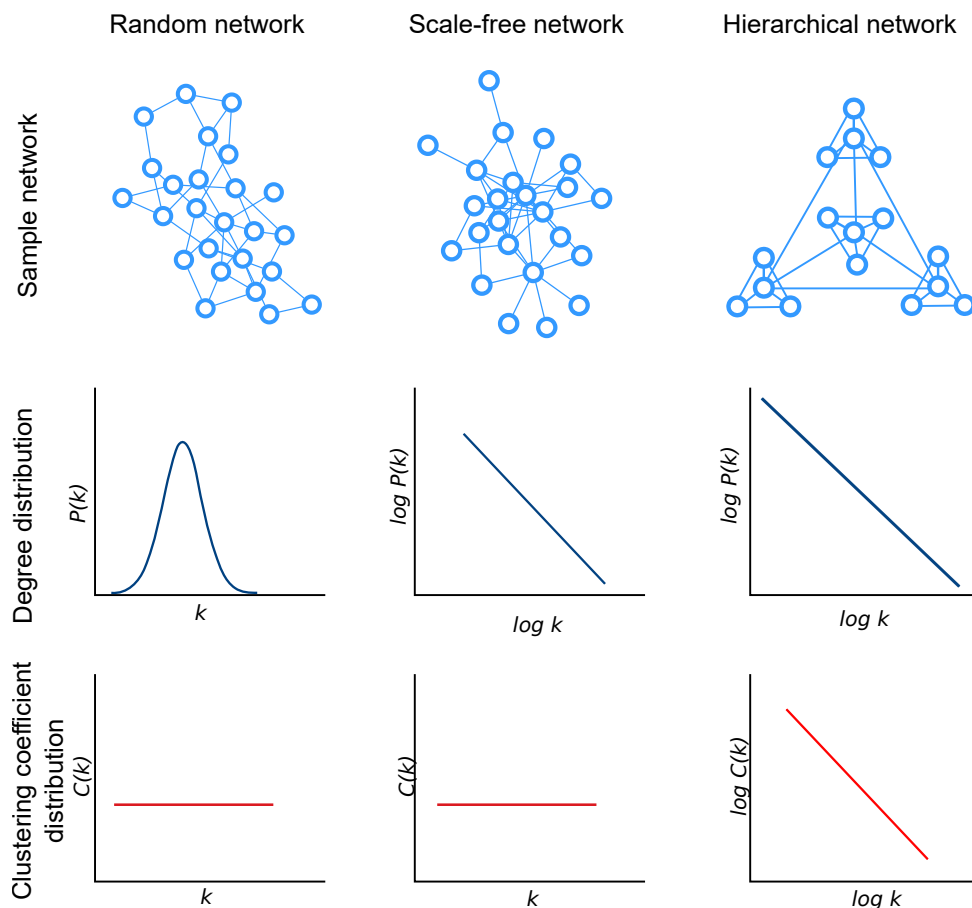 Random network
Scale-free network
Hierarchical network
Sample network
Degree distribution
P(k)
k
log P(k)
log k
log P(k)
log k
Clustering coefficient
distribution
C(k)
k
C(k)
k
log C(k)
log k